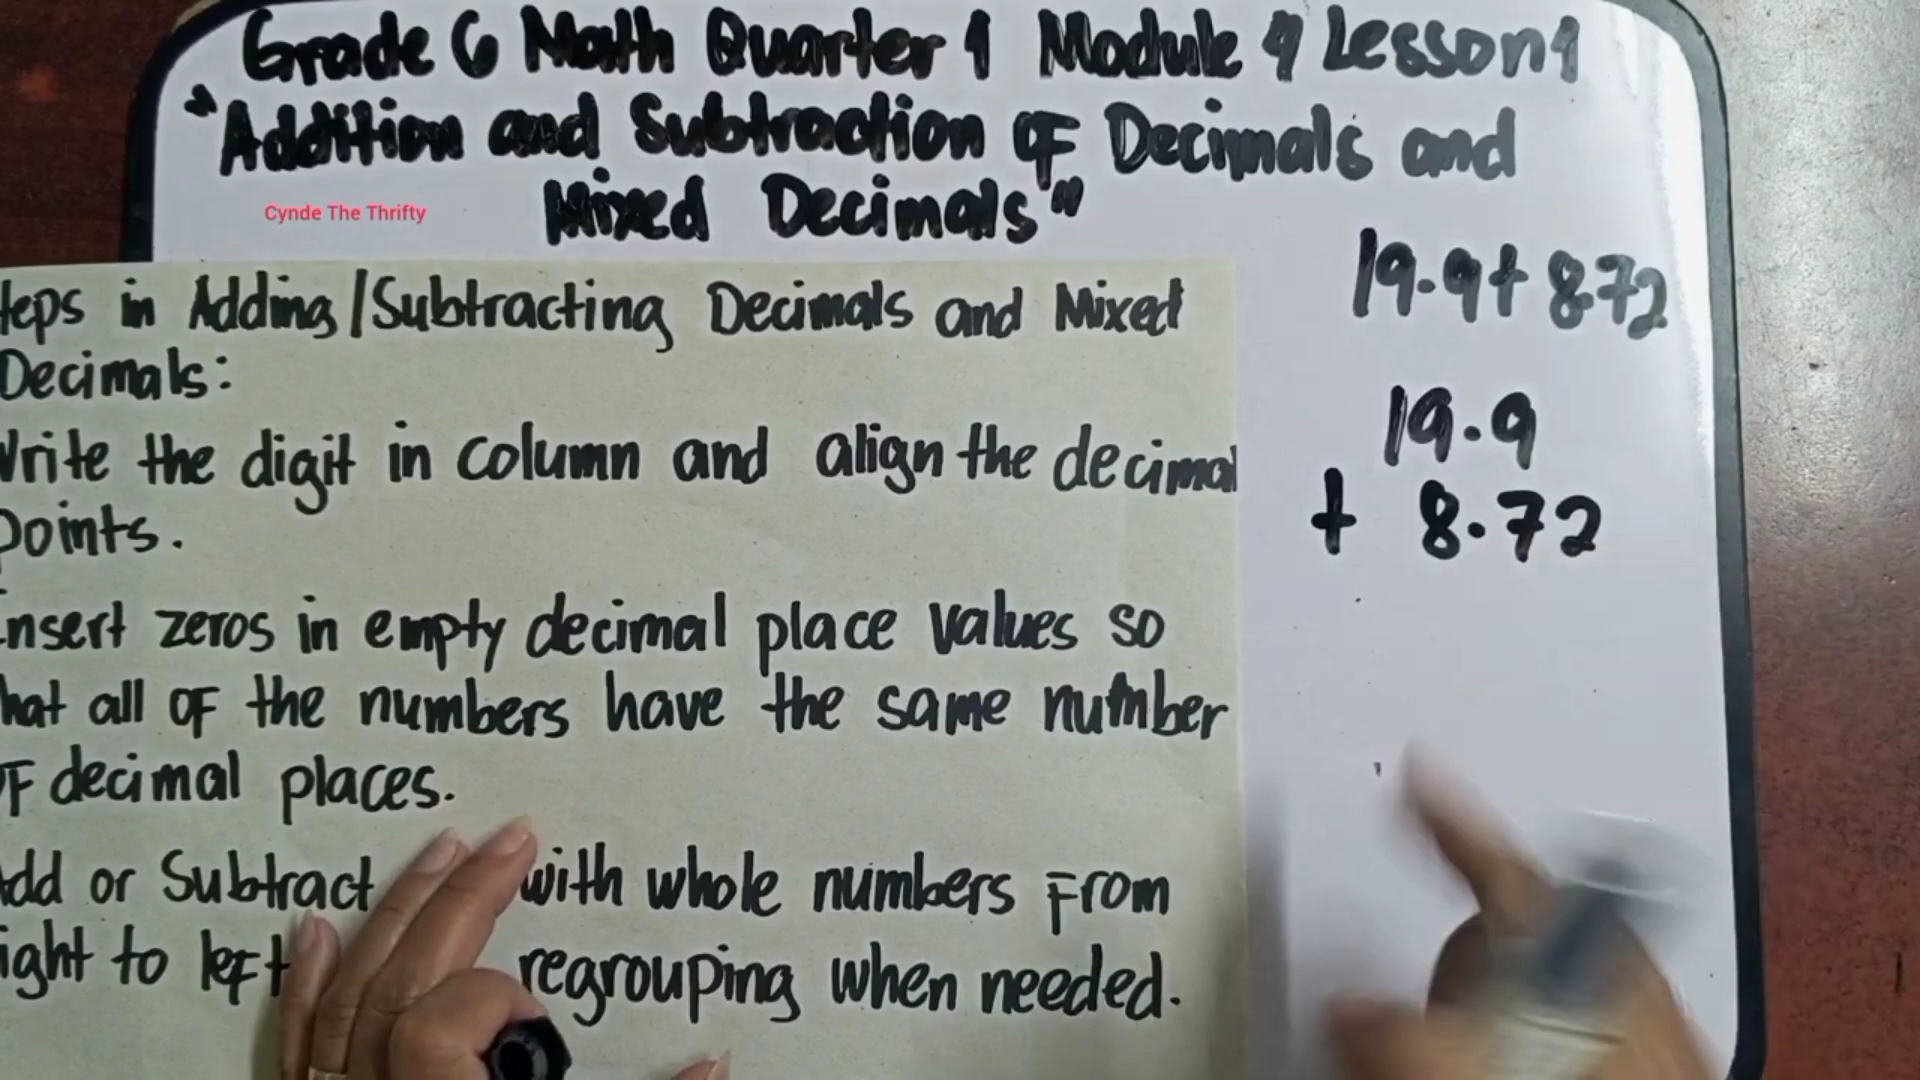 Grade 6 Math Quarter 1 Module 4 Lesson 1
"Addition and Subtraction of Decimals and
Mixed Decimals"
Cynde The Thrifty
teps in Adding/Subtracting Decimals and Mixed
Decimals:
Write the digit in column and align the decimal
points.
Insert zeros in empty decimal place values so
hat all of the numbers have the same number
of decimal places.
dd or Subtract with whole numbers from
ight to left regrouping when needed.
19.9+ 8.72
19.9
+ 8.72